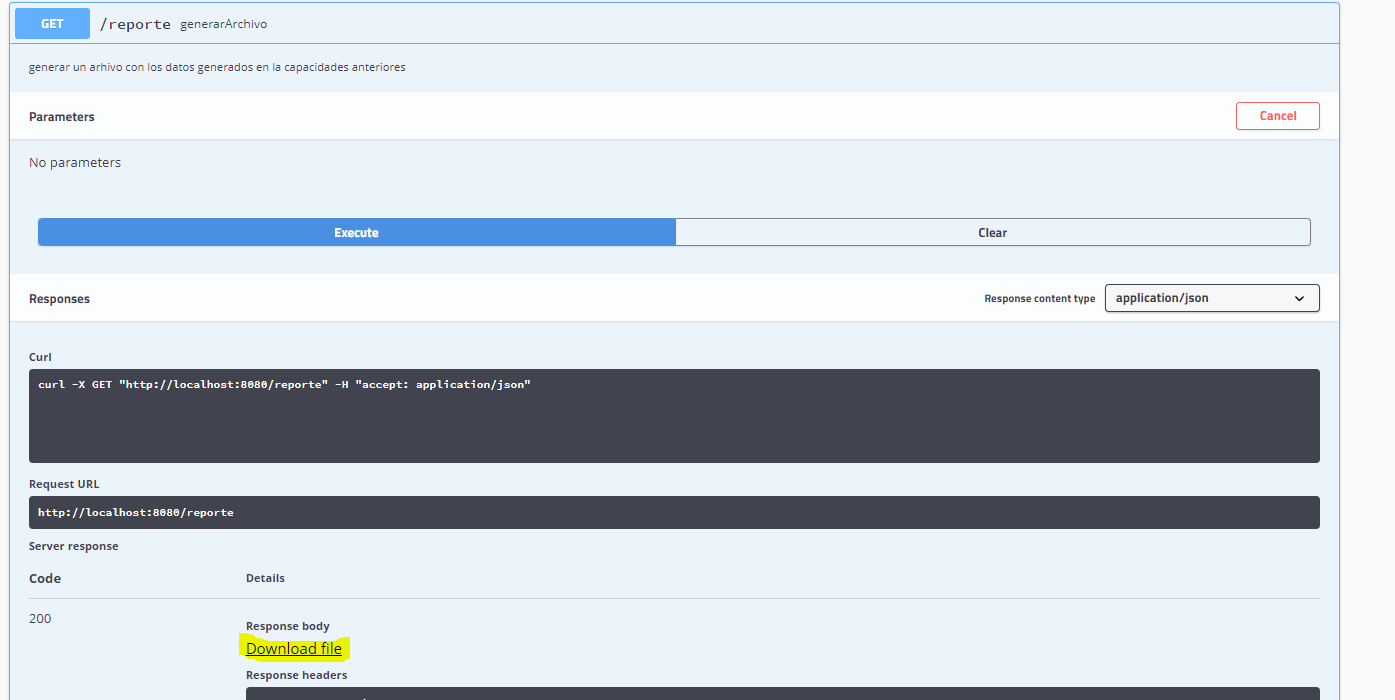 GET /reporte generarArchivo
generar un arhivo con los datos generados en la capacidades anteriores
Parameters Cancel
No parameters
Execute Clear
Responses Response content type application/json
Curl
curl -X GET "http://localhost:8080/reporte" -H "accept: application/json"
Request URL
http://localhost:8080/reporte
Server response
Code Details
200
Response body
Download file
Response headers